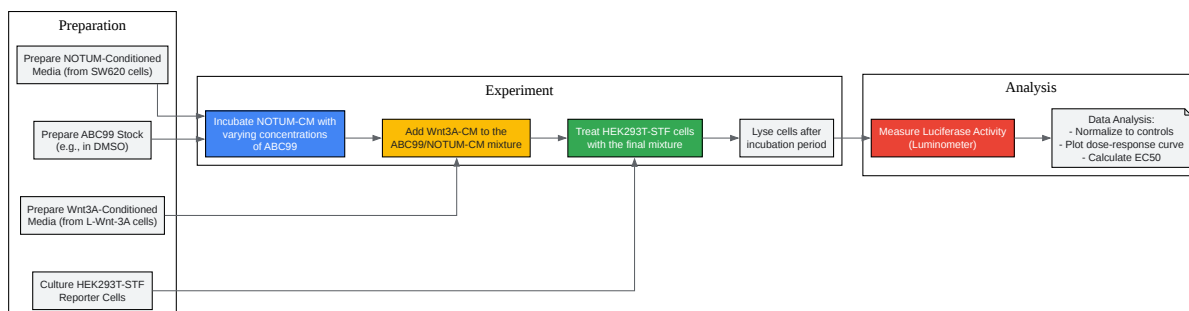 Preparation
Prepare NOTUM-Conditioned
Media (from SW620 cells)
Prepare ABC99 Stock
(e.g., in DMSO)
Prepare Wnt3A-Conditioned
Media (from L-Wnt-3A cells)
Culture HEK293T-STF
Reporter Cells
Experiment
Incubate NOTUM-CM with
varying concentrations
of ABC99
Add Wnt3A-CM to the
ABC99/NOTUM-CM mixture
Treat HEK293T-STF cells
with the final mixture
Lyse cells after
incubation period
Analysis
Measure Luciferase Activity
(Luminometer)
Data Analysis:
- Normalize to controls
- Plot dose-response curve
- Calculate EC50